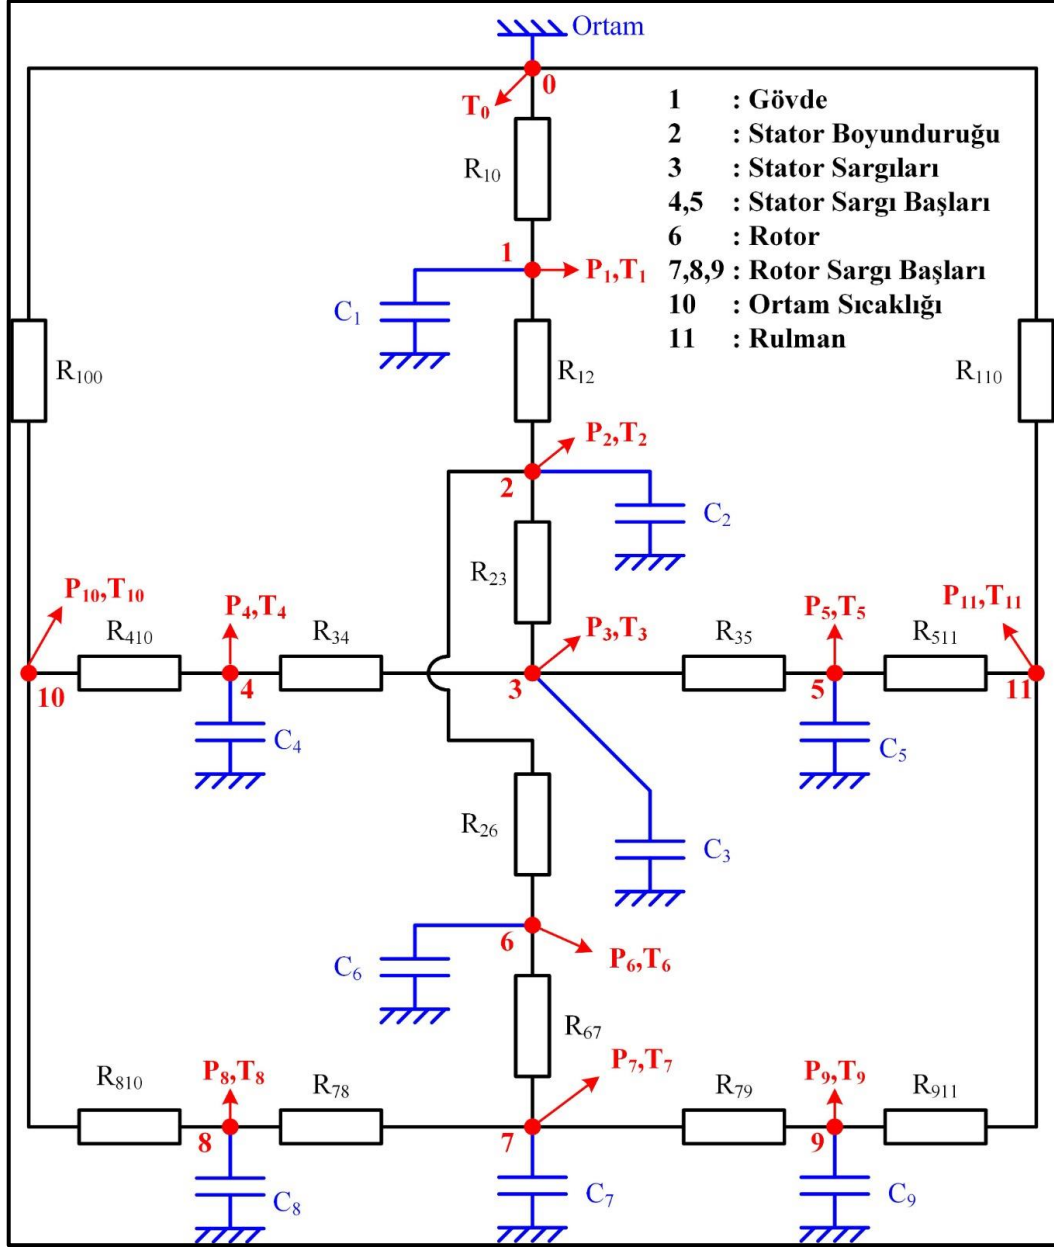 Ortam
0
T₀
R₁₀
1 : Gövde
2 : Stator Boyunduruğu
3 : Stator Sargıları
4,5 : Stator Sargı Başları
6 : Rotor
7,8,9 : Rotor Sargı Başları
10 : Ortam Sıcaklığı
11 : Rulman
1
P₁,T₁
C₁
R₁₂
R₁₀₀
R₁₁₀
P₂,T₂
2
C₂
R₂₃
P₁₀,T₁₀
R₄₁₀
P₄,T₄
R₃₄
P₃,T₃
R₃₅
P₅,T₅
R₅₁₁
P₁₁,T₁₁
10
4
3
5
11
C₄
C₅
R₂₆
C₃
6
P₆,T₆
C₆
R₆₇
R₈₁₀
P₈,T₈
R₇₈
P₇,T₇
R₇₉
P₉,T₉
R₉₁₁
8
7
9
C₈
C₇
C₉